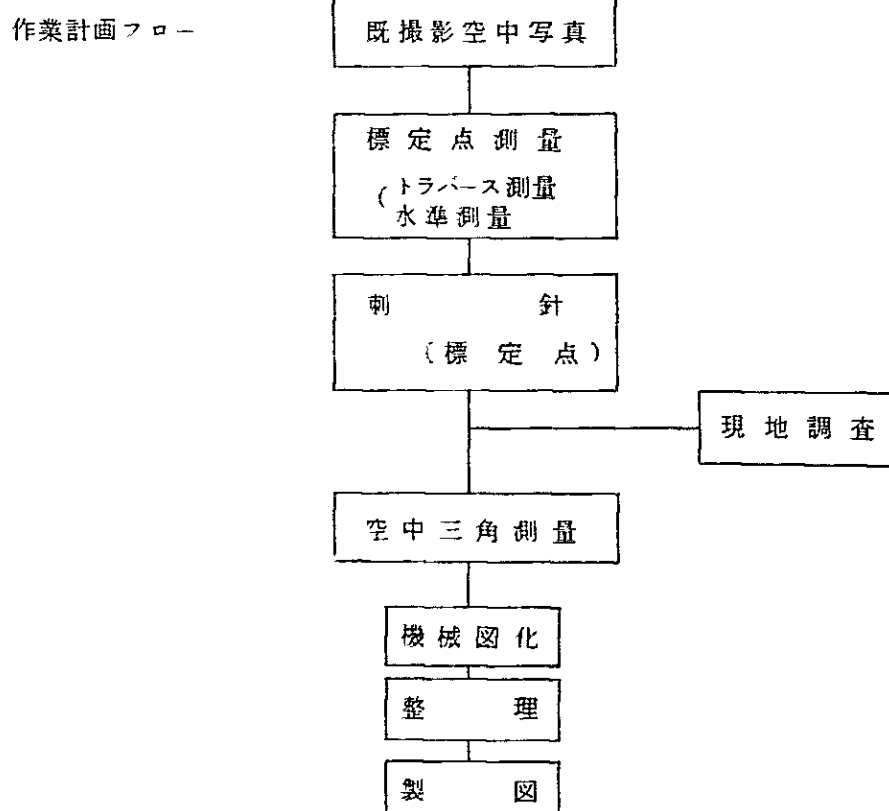 作業計画フロー
既撮影空中写真
標定点測量
(トラバース測量
水準測量
刺針
(標定点)
現地調査
空中三角測量
機械図化
整理
製図